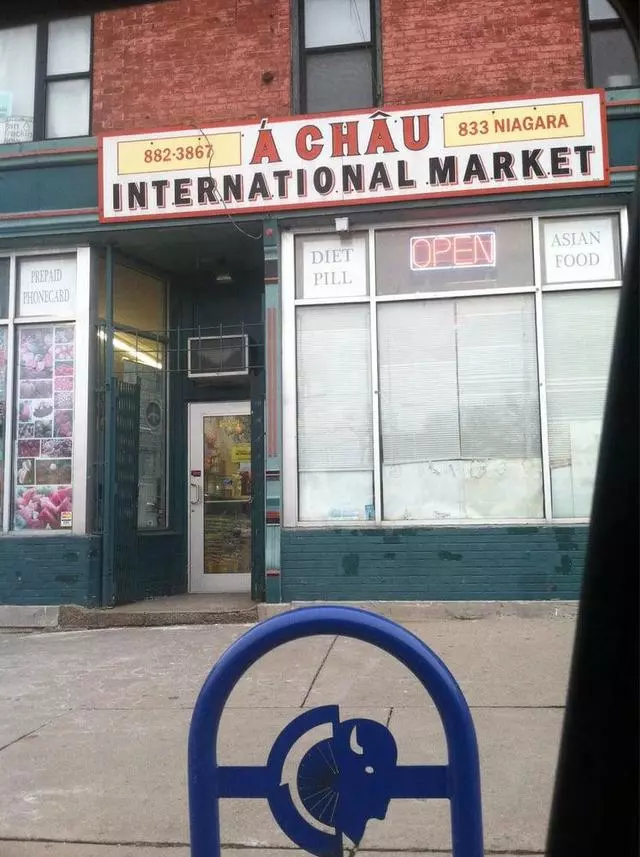 882-3867
Á CHÂU
833 NIAGARA
INTERNATIONAL MARKET
PREPAID
PHONECARD
DIET
PILL
OPEN
ASIAN
FOOD